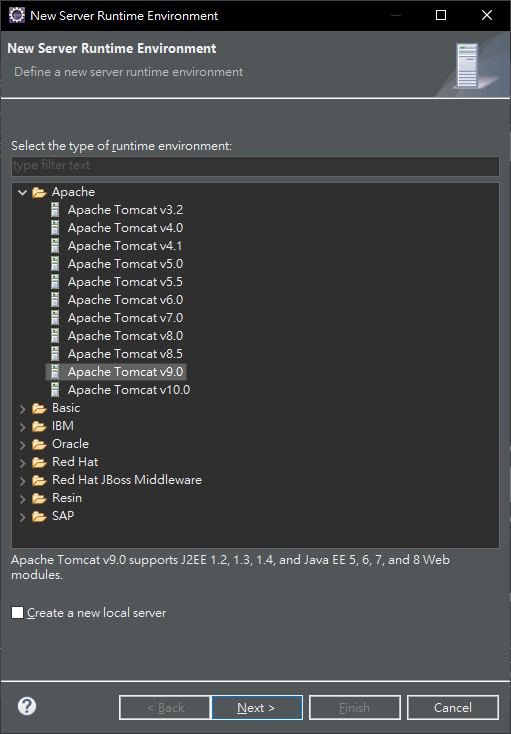 New Server Runtime Environment
New Server Runtime Environment
Define a new server runtime environment
Select the type of runtime environment:
type filter text
Apache
Apache Tomcat v3.2
Apache Tomcat v4.0
Apache Tomcat v4.1
Apache Tomcat v5.0
Apache Tomcat v5.5
Apache Tomcat v6.0
Apache Tomcat v7.0
Apache Tomcat v8.0
Apache Tomcat v8.5
Apache Tomcat v9.0
Apache Tomcat v10.0
Basic
IBM
Oracle
Red Hat
Red Hat JBoss Middleware
Resin
SAP
Apache Tomcat v9.0 supports J2EE 1.2, 1.3, 1.4, and Java EE 5, 6, 7, and 8 Web
modules.
Create a new local server
? < Back Next > Finish Cancel